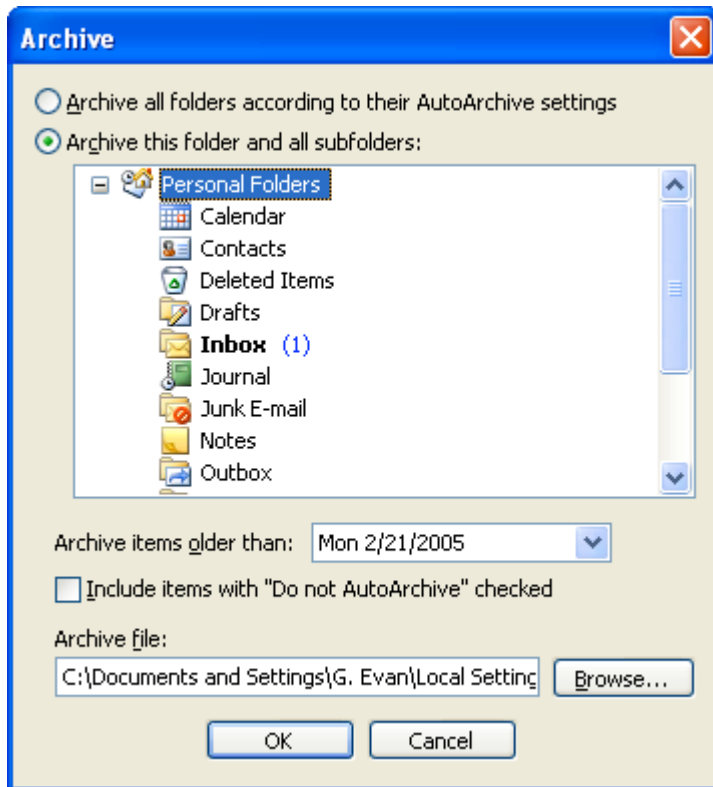 Archive
Archive all folders according to their AutoArchive settings
Archive this folder and all subfolders:
Personal Folders
Calendar
Contacts
Deleted Items
Drafts
Inbox (1)
Journal
Junk E-mail
Notes
Outbox
Archive items older than: Mon 2/21/2005
Include items with "Do not AutoArchive" checked
Archive file:
C:\Documents and Settings\G. Evan\Local Setting Browse...
OK Cancel